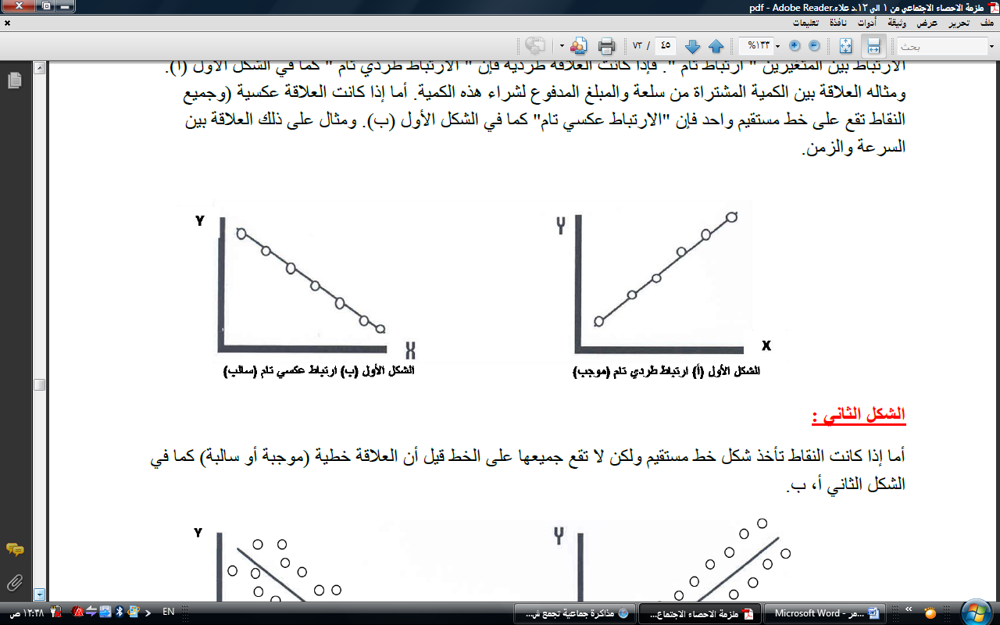 ملزمة الاحصاء الاجتماعي من ١ الى ١٢.د علاء.pdf - Adobe Reader
ملف تحرير عرض وثيقة أدوات نافذة تعليمات
بحث
%١٣٣
٤٥ / ٧٣
الارتباط بين المتغيرين " ارتباط تام ". فإذا كانت العلاقة طردية فإن " الارتباط طردي تام " كما في الشكل الأول (أ).
ومثاله العلاقة بين الكمية المشتراة من سلعة والمبلغ المدفوع لشراء هذه الكمية. أما إذا كانت العلاقة عكسية (وجميع
النقاط تقع على خط مستقيم واحد فإن "الارتباط عكسي تام" كما في الشكل الأول (ب). ومثال على ذلك العلاقة بين
السرعة والزمن.
Y
X
الشكل الأول (أ) ارتباط طردي تام (موجب)
Y
X
الشكل الأول (ب) ارتباط عكسي تام (سالب)
الشكل الثاني :
أما إذا كانت النقاط تأخذ شكل خط مستقيم ولكن لا تقع جميعها على الخط قيل أن العلاقة خطية (موجبة أو سالبة) كما في
الشكل الثاني أ، ب.
Y
Y
مر - Microsoft Word
ملزمة الاحصاء الاجتماع...
مذاكرة جماعية تجمع ش...
EN
١٢:٣٨ ص